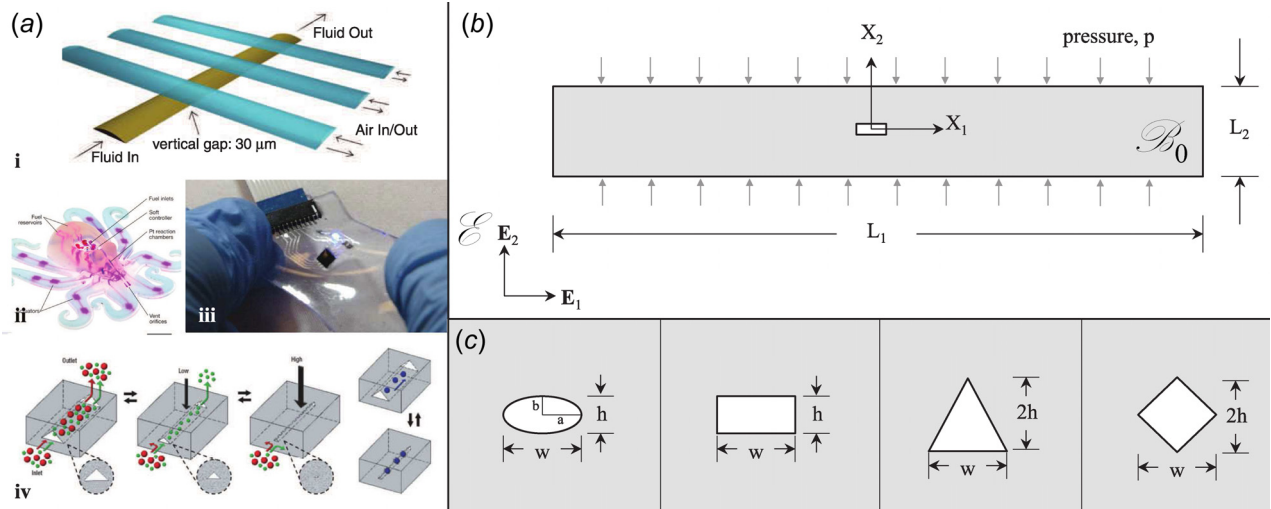 (a)
Fluid Out
Air In/Out
vertical gap: 30 μm
Fluid In
i
Fuel inlets
Fuel
reservoirs
Soft
controller
Pt reaction
chambers
Vent
orifices
ii
iii
Outlet
Low
High
Inlet
iv
(b)
X2
pressure, p
X1
ℬ0
L2
ℰ
E2
L1
E1
(c)
b
a
h
w
h
w
2h
w
2h
w